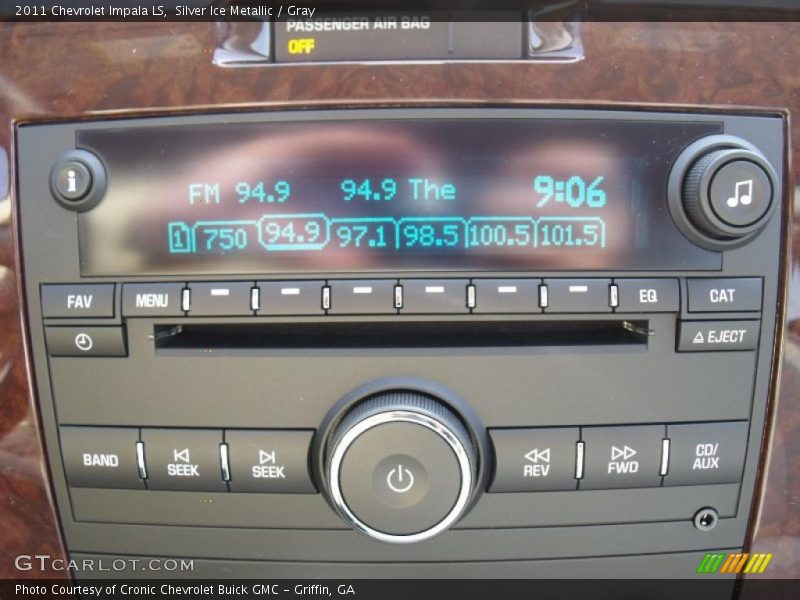 2011 Chevrolet Impala LS, Silver Ice Metallic / Gray
PASSENGER AIR BAG
OFF
i
FM 94.9 94.9 The 9:06
1 750 94.9 97.1 98.5 100.5 101.5
FAV MENU EQ CAT
EJECT
BAND SEEK SEEK REV FWD CD/
AUX
GTCARLOT.COM
Photo Courtesy of Cronic Chevrolet Buick GMC – Griffin, GA